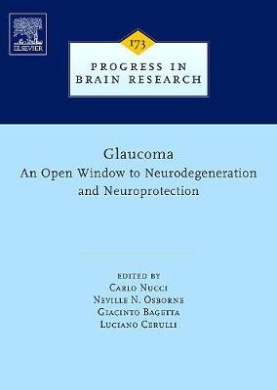 ELSEVIER
173
PROGRESS IN
BRAIN RESEARCH
Glaucoma
An Open Window to Neurodegeneration
and Neuroprotection
EDITED BY
CARLO NUCCI
NEVILLE N. OSBORNE
GIACINTO BAGETTA
LUCIANO CERULLI